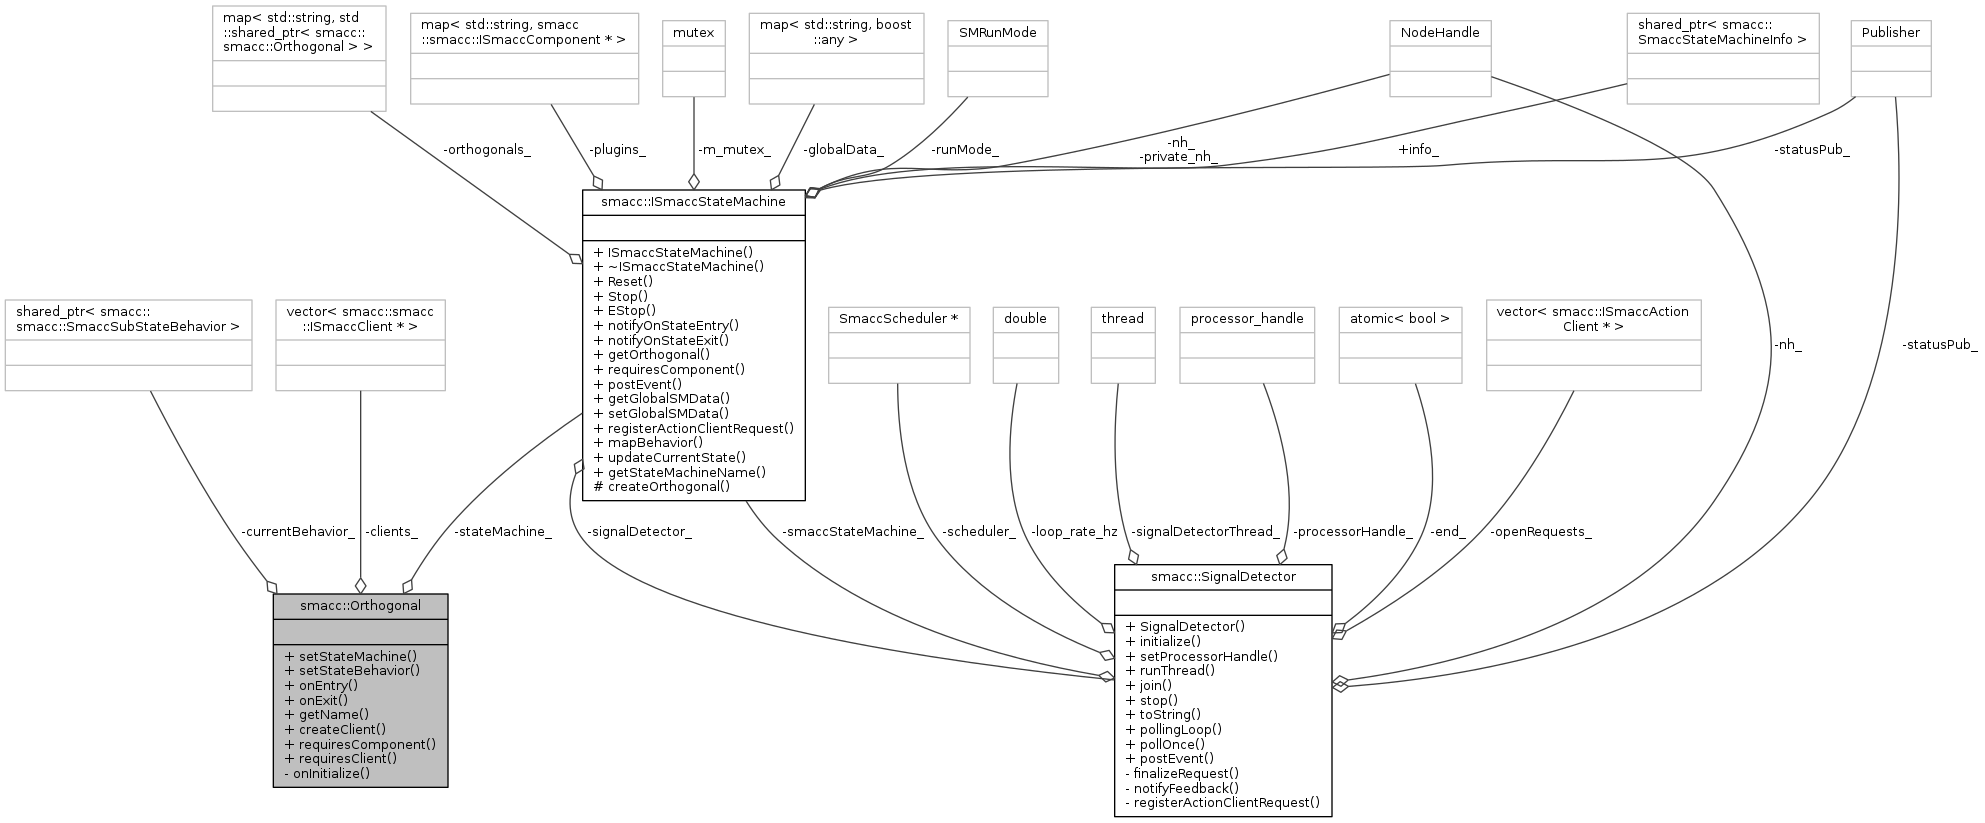 map< std::string, std
::shared_ptr< smacc::
smacc::Orthogonal > >
map< std::string, smacc
::smacc::ISmaccComponent * >
mutex
map< std::string, boost
::any >
SMRunMode
NodeHandle
shared_ptr< smacc::
SmaccStateMachineInfo >
Publisher
-orthogonals_
-plugins_
-m_mutex_
-globalData_
-runMode_
-nh_
-private_nh_
+info_
-statusPub_
smacc::ISmaccStateMachine
+ ISmaccStateMachine()
+ ~ISmaccStateMachine()
+ Reset()
+ Stop()
+ EStop()
+ notifyOnStateEntry()
+ notifyOnStateExit()
+ getOrthogonal()
+ requiresComponent()
+ postEvent()
+ getGlobalSMData()
+ setGlobalSMData()
+ registerActionClientRequest()
+ mapBehavior()
+ updateCurrentState()
+ getStateMachineName()
# createOrthogonal()
shared_ptr< smacc::
smacc::SmaccSubStateBehavior >
vector< smacc::smacc
::ISmaccClient * >
SmaccScheduler *
double
thread
processor_handle
atomic< bool >
vector< smacc::ISmaccAction
Client * >
-nh_
-statusPub_
-currentBehavior_
-clients_
-stateMachine_
-signalDetector_
-smaccStateMachine_
-scheduler_
-loop_rate_hz
-signalDetectorThread_
-processorHandle_
-end_
-openRequests_
smacc::Orthogonal
+ setStateMachine()
+ setStateBehavior()
+ onEntry()
+ onExit()
+ getName()
+ createClient()
+ requiresComponent()
+ requiresClient()
- onInitialize()
smacc::SignalDetector
+ SignalDetector()
+ initialize()
+ setProcessorHandle()
+ runThread()
+ join()
+ stop()
+ toString()
+ pollingLoop()
+ pollOnce()
+ postEvent()
- finalizeRequest()
- notifyFeedback()
- registerActionClientRequest()